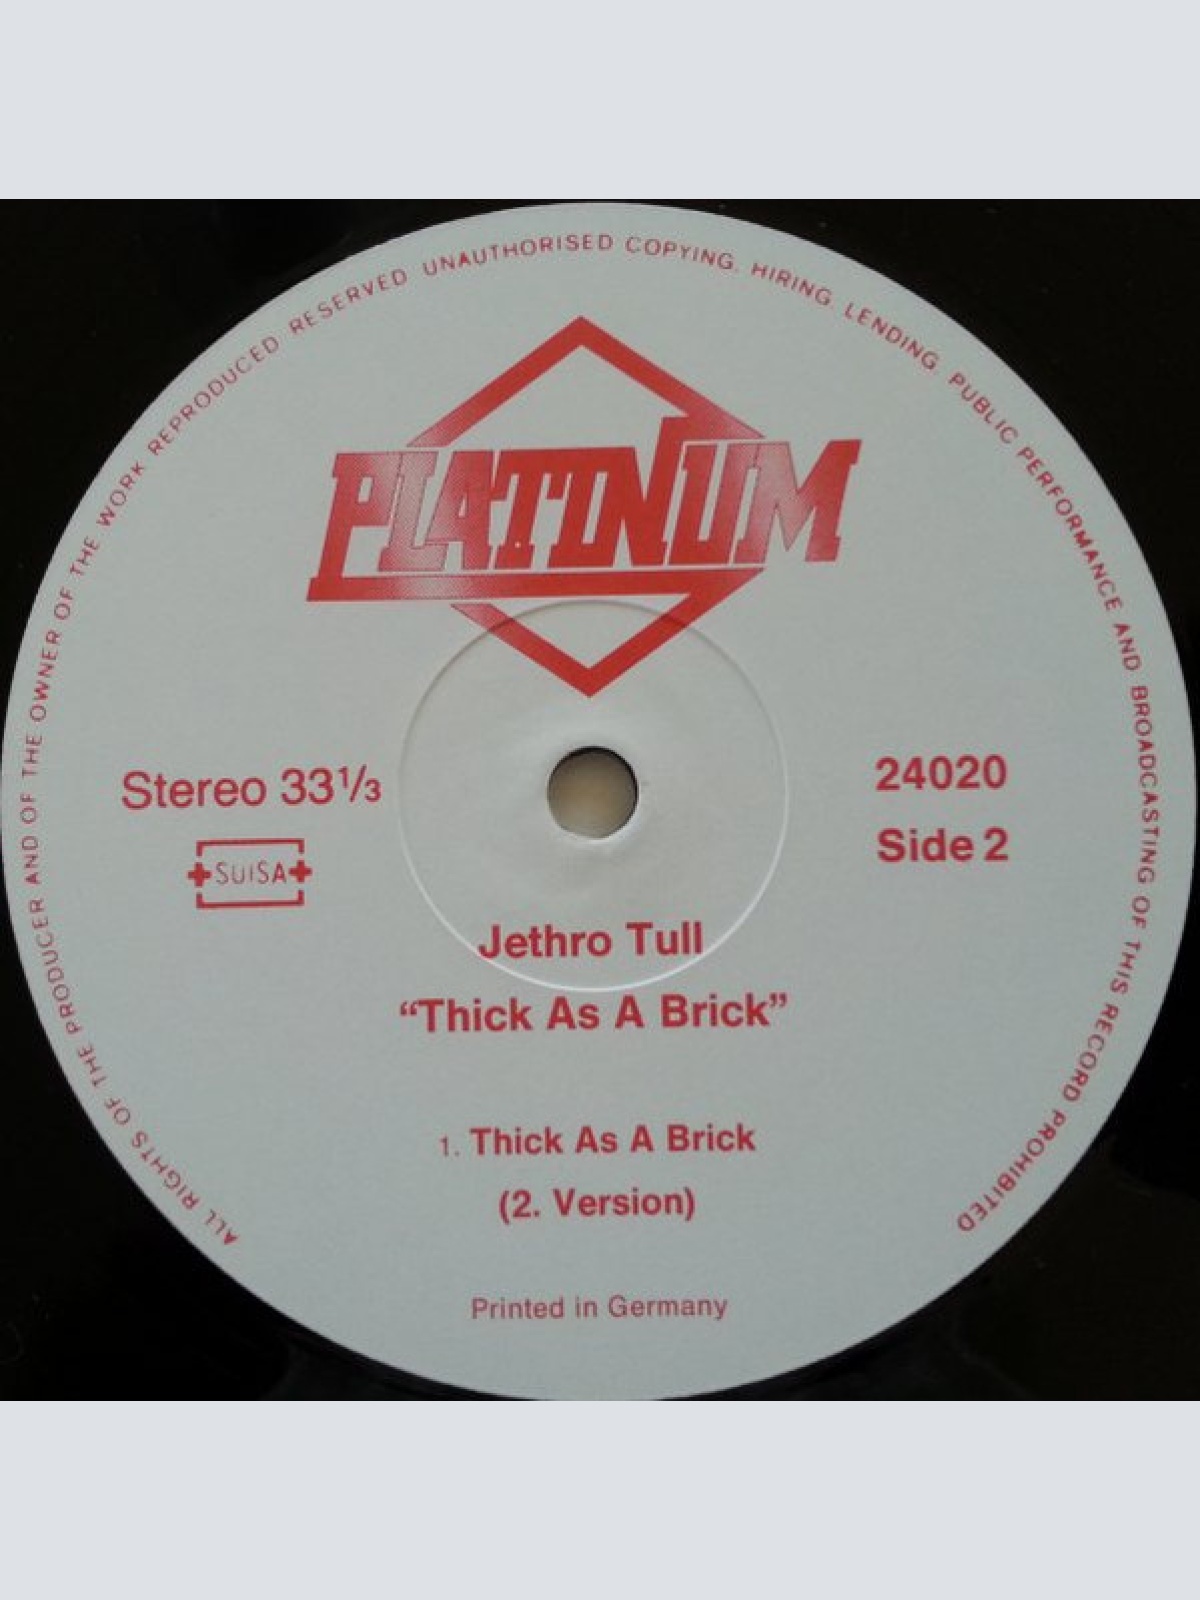 ALL RIGHTS OF THE PRODUCER AND OF THE OWNER OF THE WORK REPRODUCED RESERVED UNAUTHORISED COPYING, HIRING, LENDING, PUBLIC PERFORMANCE AND BROADCASTING OF THIS RECORD PROHIBITED
PLATINUM
Stereo 33⅓
24020
SUISA
Side 2
Jethro Tull
“Thick As A Brick”
1. Thick As A Brick
(2. Version)
Printed in Germany